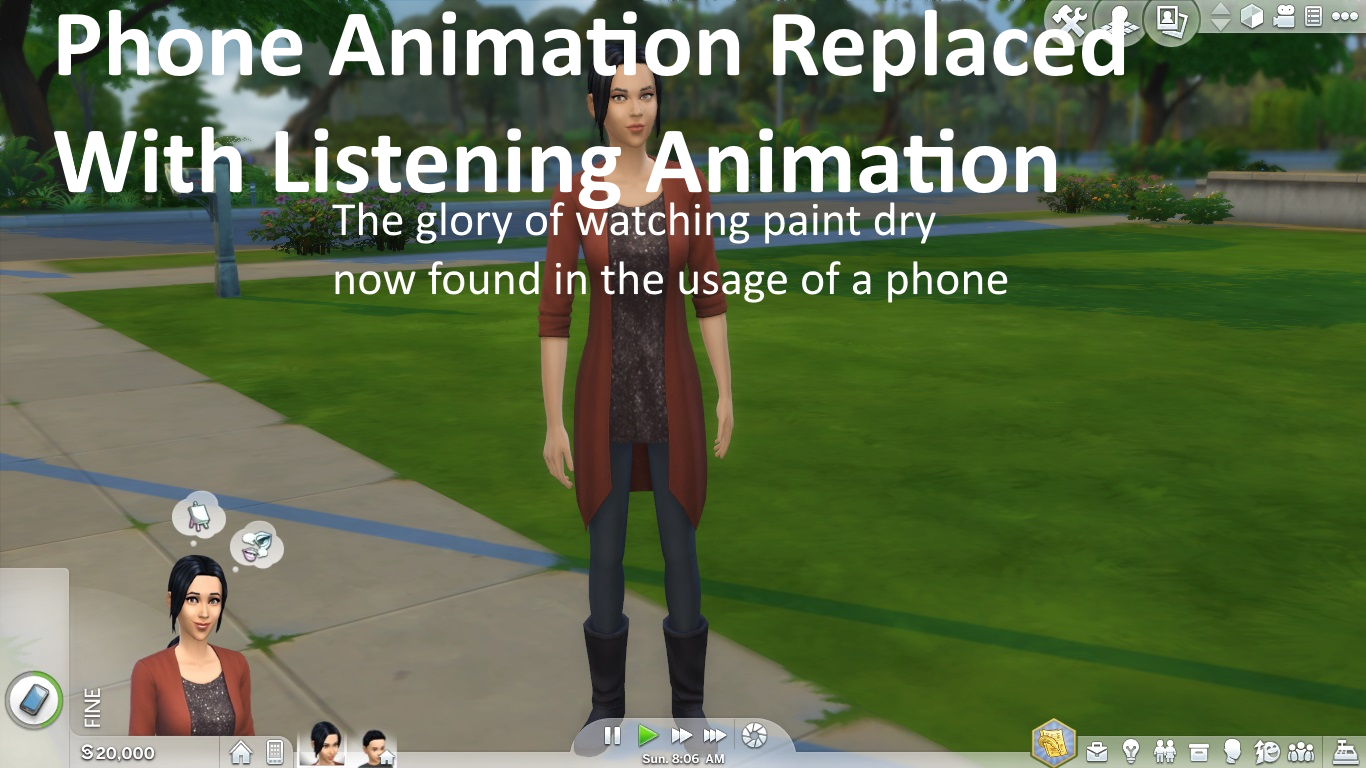 Phone Animation Replaced
With Listening Animation
The glory of watching paint dry
now found in the usage of a phone
FINE
§20,000
Sun. 8:06 AM